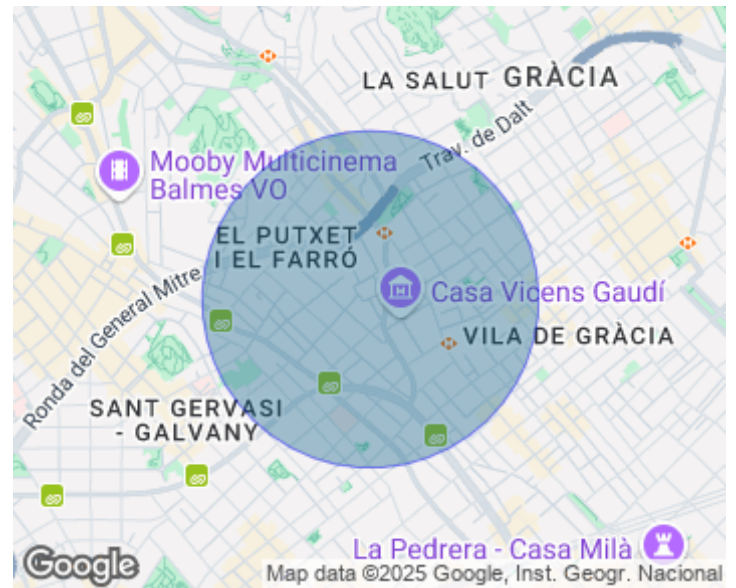 LA SALUT
GRÀCIA
Trav. de Dalt
Mooby Multicinema
Balmes VO
EL PUTXET
I EL FARRÓ
Casa Vicens Gaudí
Ronda del General Mitre
VILA DE GRÀCIA
SANT GERVASI
- GALVANY
La Pedrera - Casa Milà
Google
Map data ©2025 Google, Inst. Geogr. Nacional